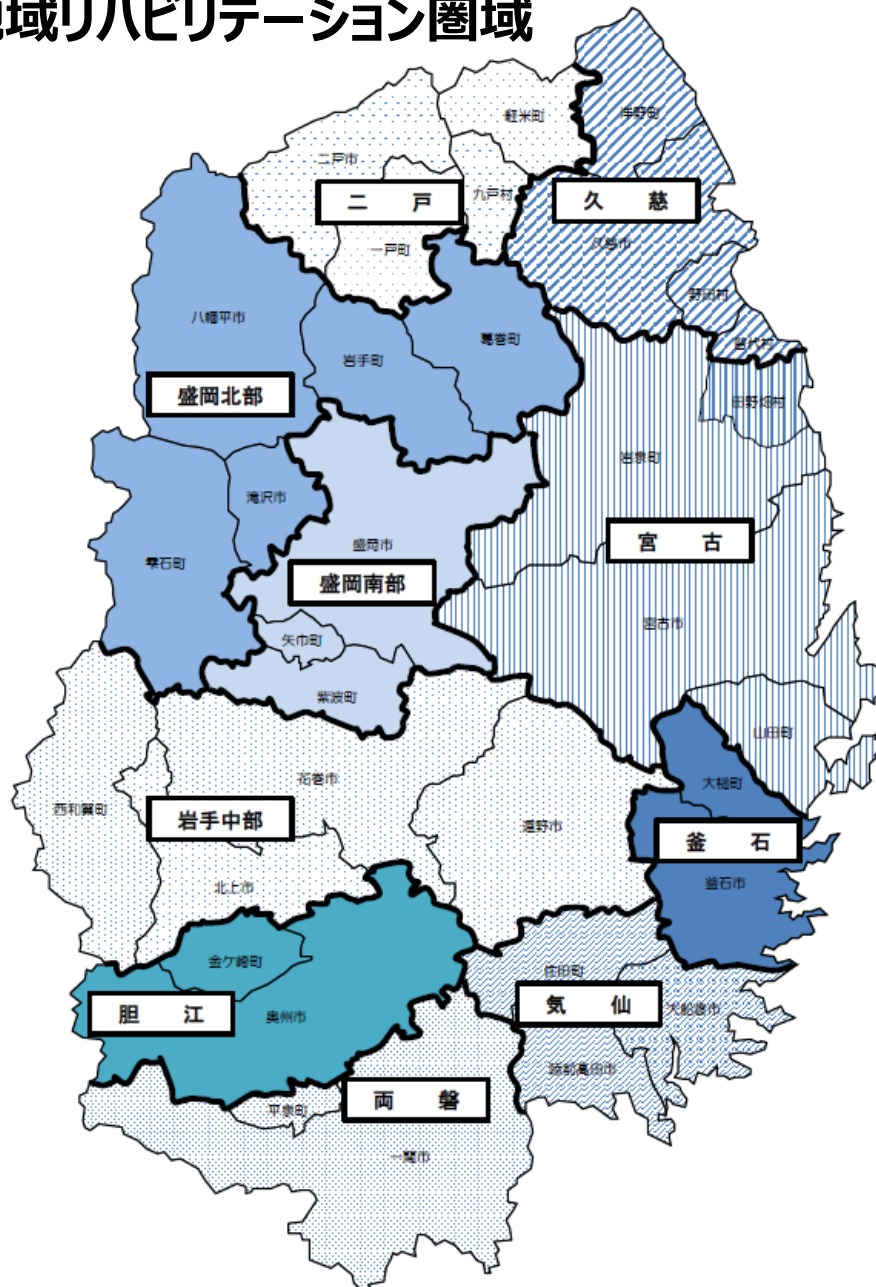 域リハビリテーション圏域
洋野町
軽米町
二戸市
九戸村
二　戸
久　慈
久慈市
一戸町
野田村
八幡平市
普代村
葛巻町
岩手町
盛岡北部
田野畑村
岩泉町
滝沢市
宮　古
盛岡市
雫石町
盛岡南部
宮古市
矢巾町
紫波町
山田町
大槌町
花巻市
西和賀町
岩手中部
遠野市
釜　石
釜石市
北上市
金ケ崎町
住田町
胆　江
奥州市
気　仙
大船渡市
陸前高田市
両　磐
平泉町
一関市